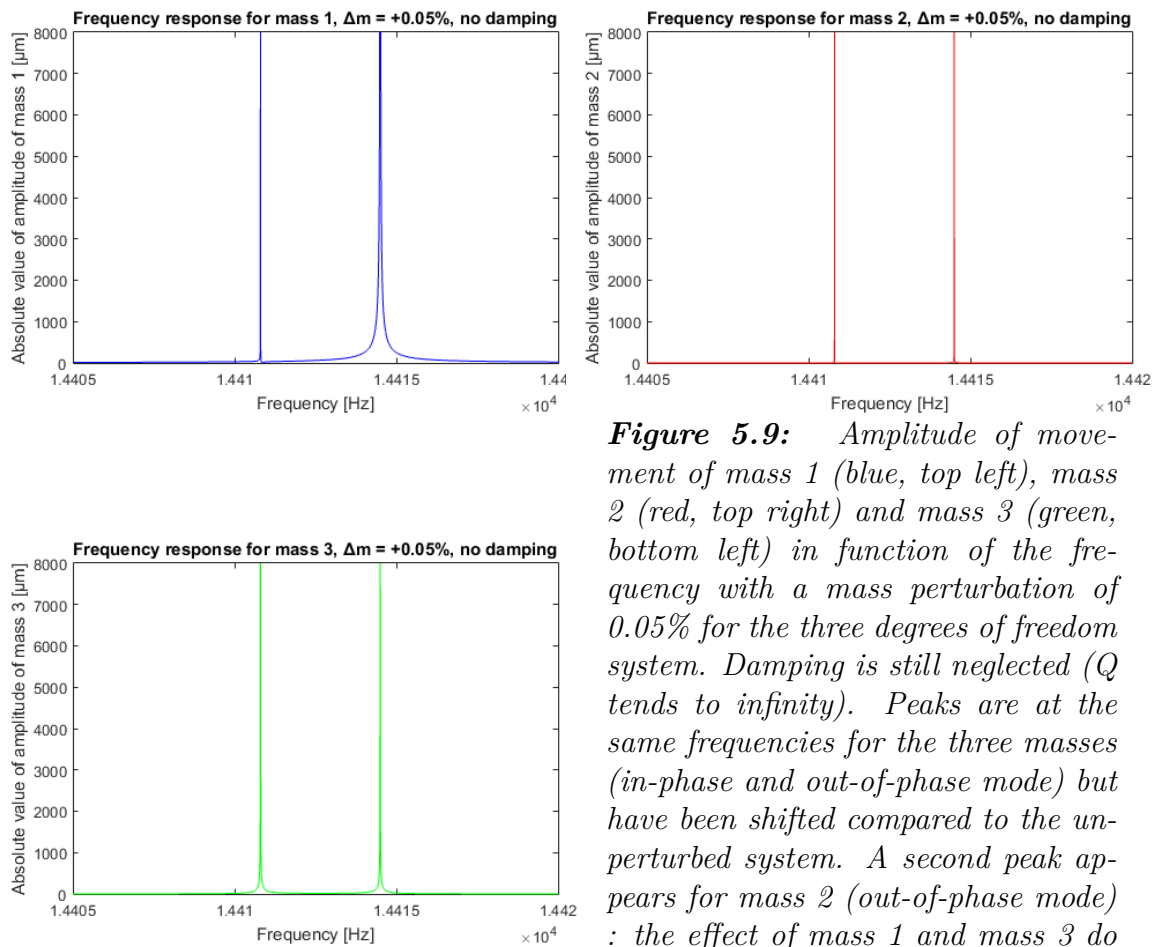 Frequency response for mass 1, Δm = +0.05%, no damping
Absolute value of amplitude of mass 1 [μm]
8000
7000
6000
5000
4000
3000
2000
1000
0
1.4405
1.441
1.4415
1.44
Frequency [Hz]
×10⁴
Frequency response for mass 2, Δm = +0.05%, no damping
Absolute value of amplitude of mass 2 [μm]
8000
7000
6000
5000
4000
3000
2000
1000
0
1.4405
1.441
1.4415
1.442
Frequency [Hz]
×10⁴
Frequency response for mass 3, Δm = +0.05%, no damping
Absolute value of amplitude of mass 3 [μm]
8000
7000
6000
5000
4000
3000
2000
1000
0
1.4405
1.441
1.4415
1.442
Frequency [Hz]
×10⁴
Figure 5.9: Amplitude of move-
ment of mass 1 (blue, top left), mass
2 (red, top right) and mass 3 (green,
bottom left) in function of the fre-
quency with a mass perturbation of
0.05% for the three degrees of freedom
system. Damping is still neglected (Q
tends to infinity). Peaks are at the
same frequencies for the three masses
(in-phase and out-of-phase mode) but
have been shifted compared to the un-
perturbed system. A second peak ap-
pears for mass 2 (out-of-phase mode)
: the effect of mass 1 and mass 3 do